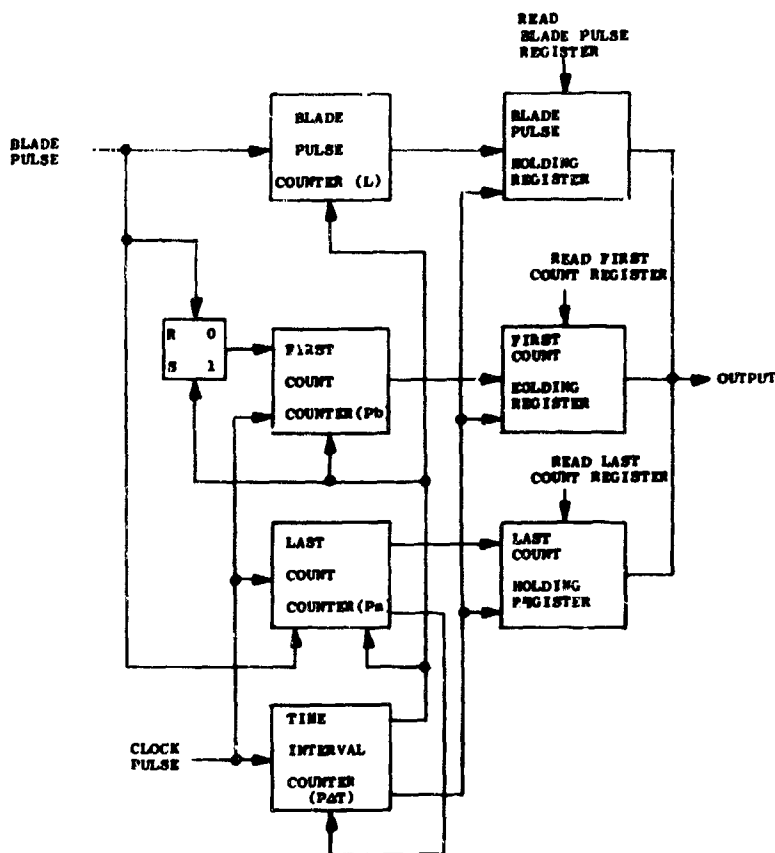 READ
BLADE PULSE
REGISTER
BLADE
PULSE
BLADE
PULSE
COUNTER (L)
BLADE
PULSE
HOLDING
REGISTER
READ FIRST
COUNT REGISTER
R 0
S 1
FIRST
COUNT
COUNTER(Pb
FIRST
COUNT
HOLDING
REGISTER
OUTPUT
READ LAST
COUNT REGISTER
LAST
COUNT
COUNTER(Pa
LAST
COUNT
HOLDING
REGISTER
CLOCK
PULSE
TIME
INTERVAL
COUNTER
(PΔT)